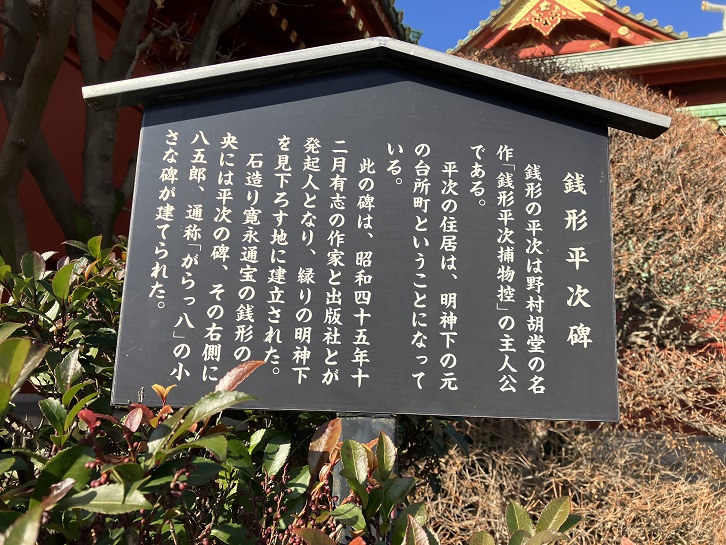 銭形平次碑
銭形の平次は野村胡堂の名
作「銭形平次捕物控」の主人公
である。
平次の住居は、明神下の元
の台所町ということになって
いる。
此の碑は、昭和四十五年十
二月有志の作家と出版社とが
発起人となり、縁りの明神下
を見下ろす地に建立された。
石造り寛永通宝の銭形の
央には平次の碑、その右側に
八五郎、通称「がらっ八」の小
さな碑が建てられた。